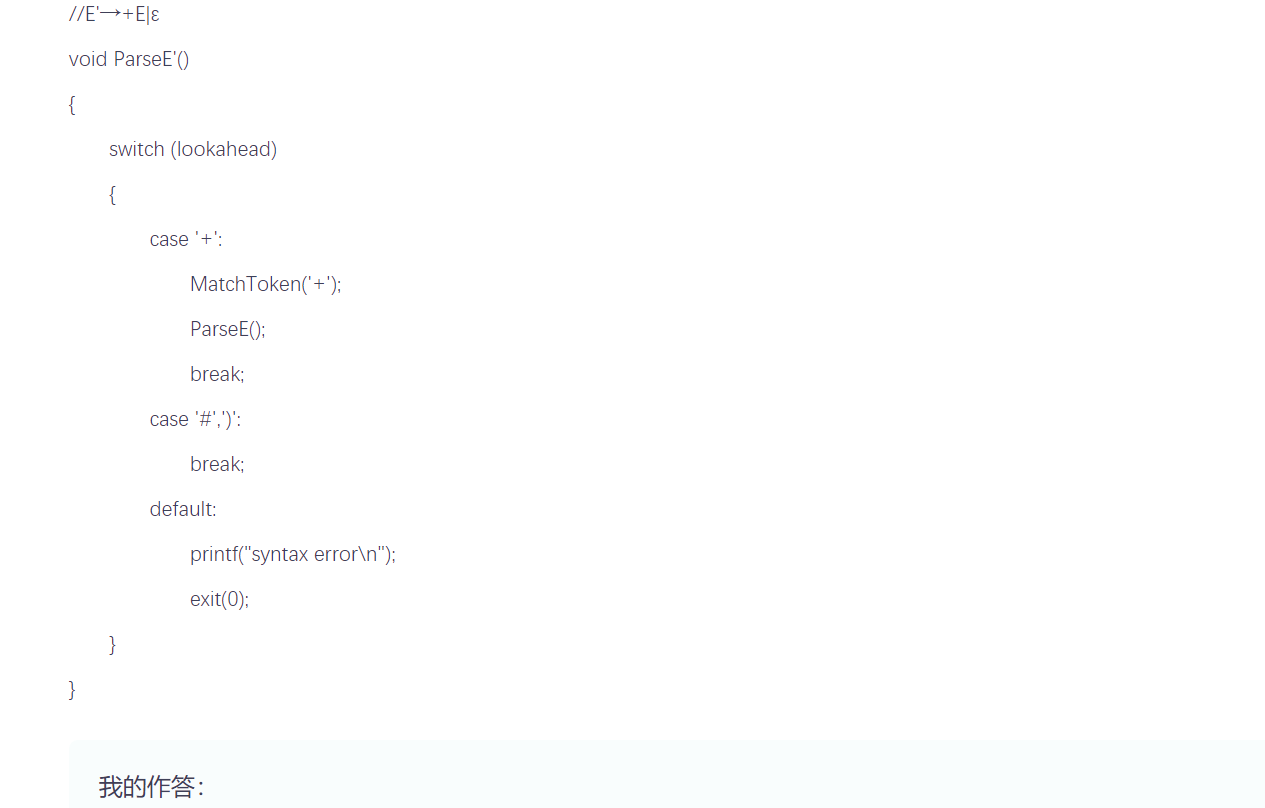 //E'→+E|ε
void ParseE'()
{
switch (lookahead)
{
case '+':
MatchToken('+');
ParseE();
break;
case '#',')':
break;
default:
printf("syntax error\n");
exit(0);
}
}
我的作答：